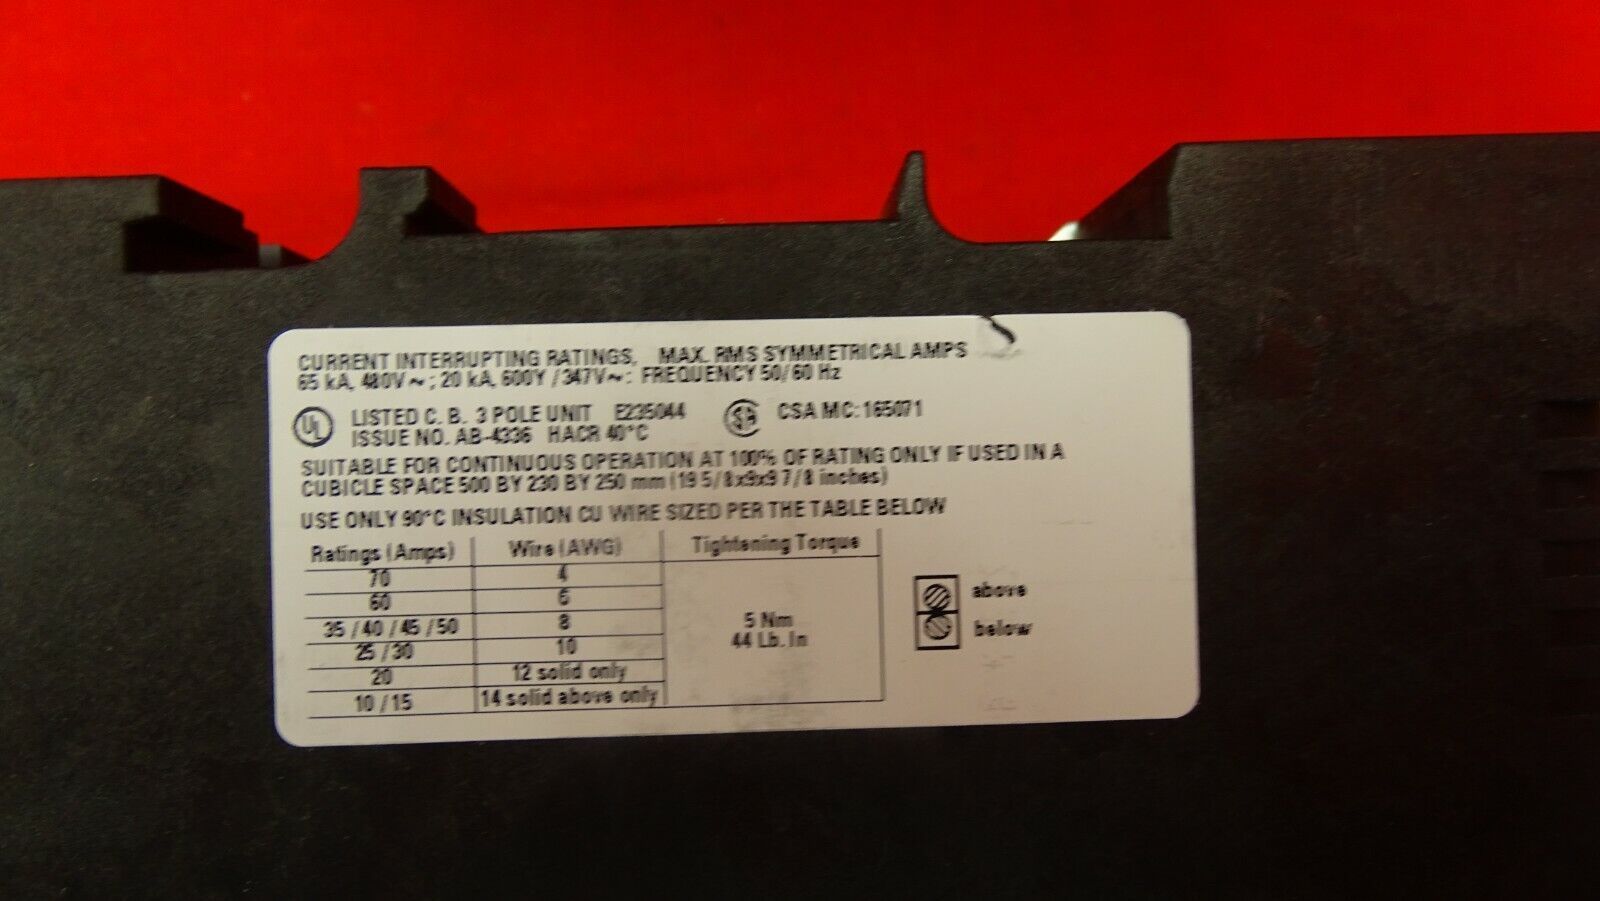 CURRENT INTERRUPTING RATINGS, MAX. RMS SYMMETRICAL AMPS
65 kA, 480V ~; 20 kA, 600Y / 347V~: FREQUENCY 50/60 Hz
UL LISTED C. B. 3 POLE UNIT E235044 SA CSA MC: 165071
ISSUE NO. AB-4336 HACR 40°C
SUITABLE FOR CONTINUOUS OPERATION AT 100% OF RATING ONLY IF USED IN A
CUBICLE SPACE 500 BY 230 BY 250 mm (19 5/8x9x9 7/8 inches)
USE ONLY 90°C INSULATION CU WIRE SIZED PER THE TABLE BELOW
Ratings (Amps) Wire (AWG) Tightening Torque
70 4
60 6
35 / 40 / 45 / 50 8
25 / 30 10
20 12 solid only
10 / 15 14 solid above only
5 Nm
44 Lb. In
above
below